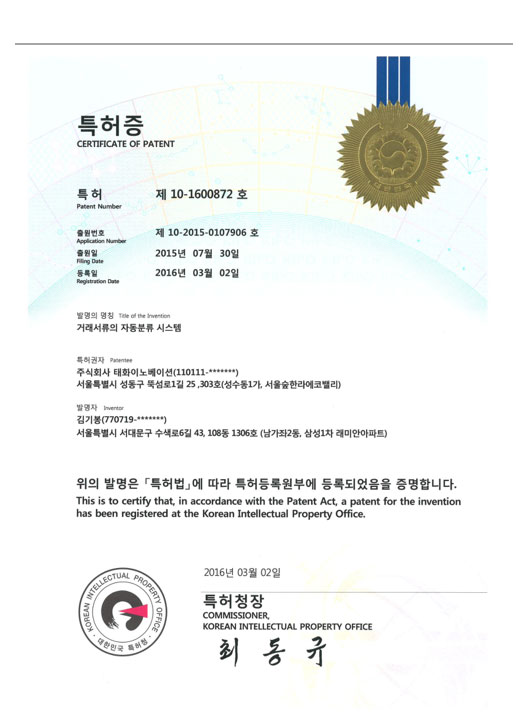 특허증
CERTIFICATE OF PATENT
특 허 제 10-1600872 호
Patent Number
출원번호 제 10-2015-0107906 호
Application Number
출원일 2015년 07월 30일
Filing Date
등록일 2016년 03월 02일
Registration Date
발명의 명칭 Title of the Invention
거래서류의 자동분류 시스템
특허권자 Patentee
주식회사 태화이노베이션(110111-*******)
서울특별시 성동구 뚝섬로1길 25 ,303호(성수동1가, 서울숲한라에코밸리)
발명자 Inventor
김기봉(770719-*******)
서울특별시 서대문구 수색로6길 43, 108동 1306호 (남가좌2동, 삼성1차 래미안아파트)
위의 발명은 「특허법」에 따라 특허등록원부에 등록되었음을 증명합니다.
This is to certify that, in accordance with the Patent Act, a patent for the invention
has been registered at the Korean Intellectual Property Office.
2016년 03월 02일
특허청장
COMMISSIONER,
KOREAN INTELLECTUAL PROPERTY OFFICE
최 동 규
KOREAN INTELLECTUAL PROPERTY OFFICE
대한민국 특허청